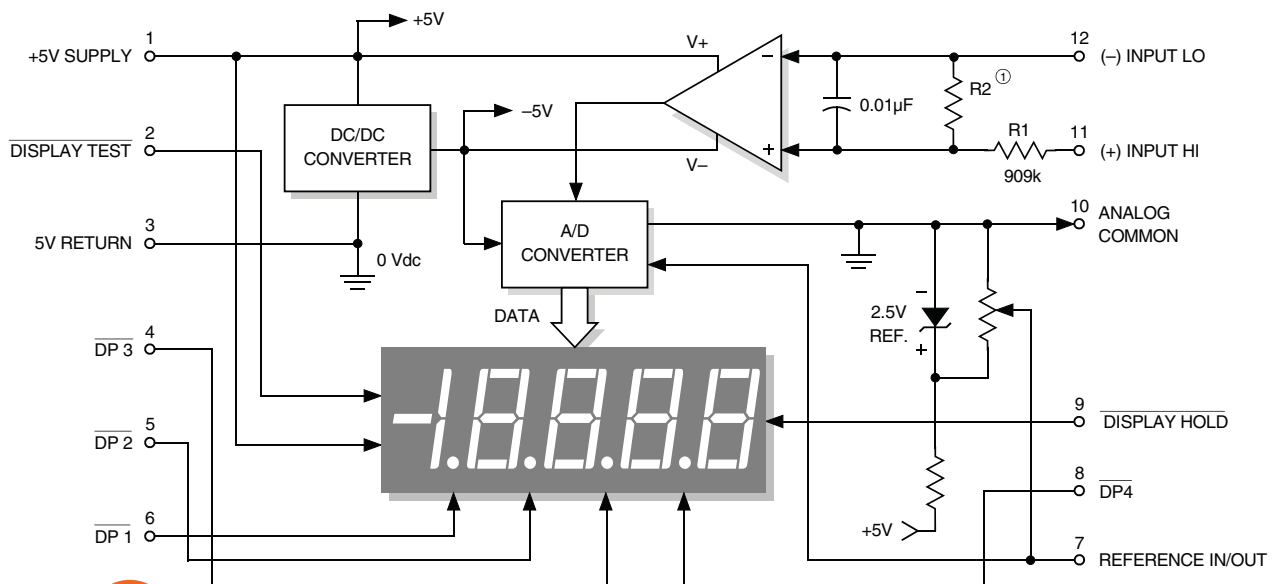 +5V
1
+5V SUPPLY
V+
12
(–) INPUT LO
–
R2 ①
0.01µF
DC/DC
CONVERTER
–5V
2
DISPLAY TEST
V–
+
R1
909k
11
(+) INPUT HI
10
ANALOG
COMMON
A/D
CONVERTER
3
5V RETURN
0 Vdc
DATA
–
2.5V
REF.
+
4
DP 3
-1.8.8.8.8
5
DP 2
9
DISPLAY HOLD
8
DP4
6
DP 1
+5V
7
REFERENCE IN/OUT